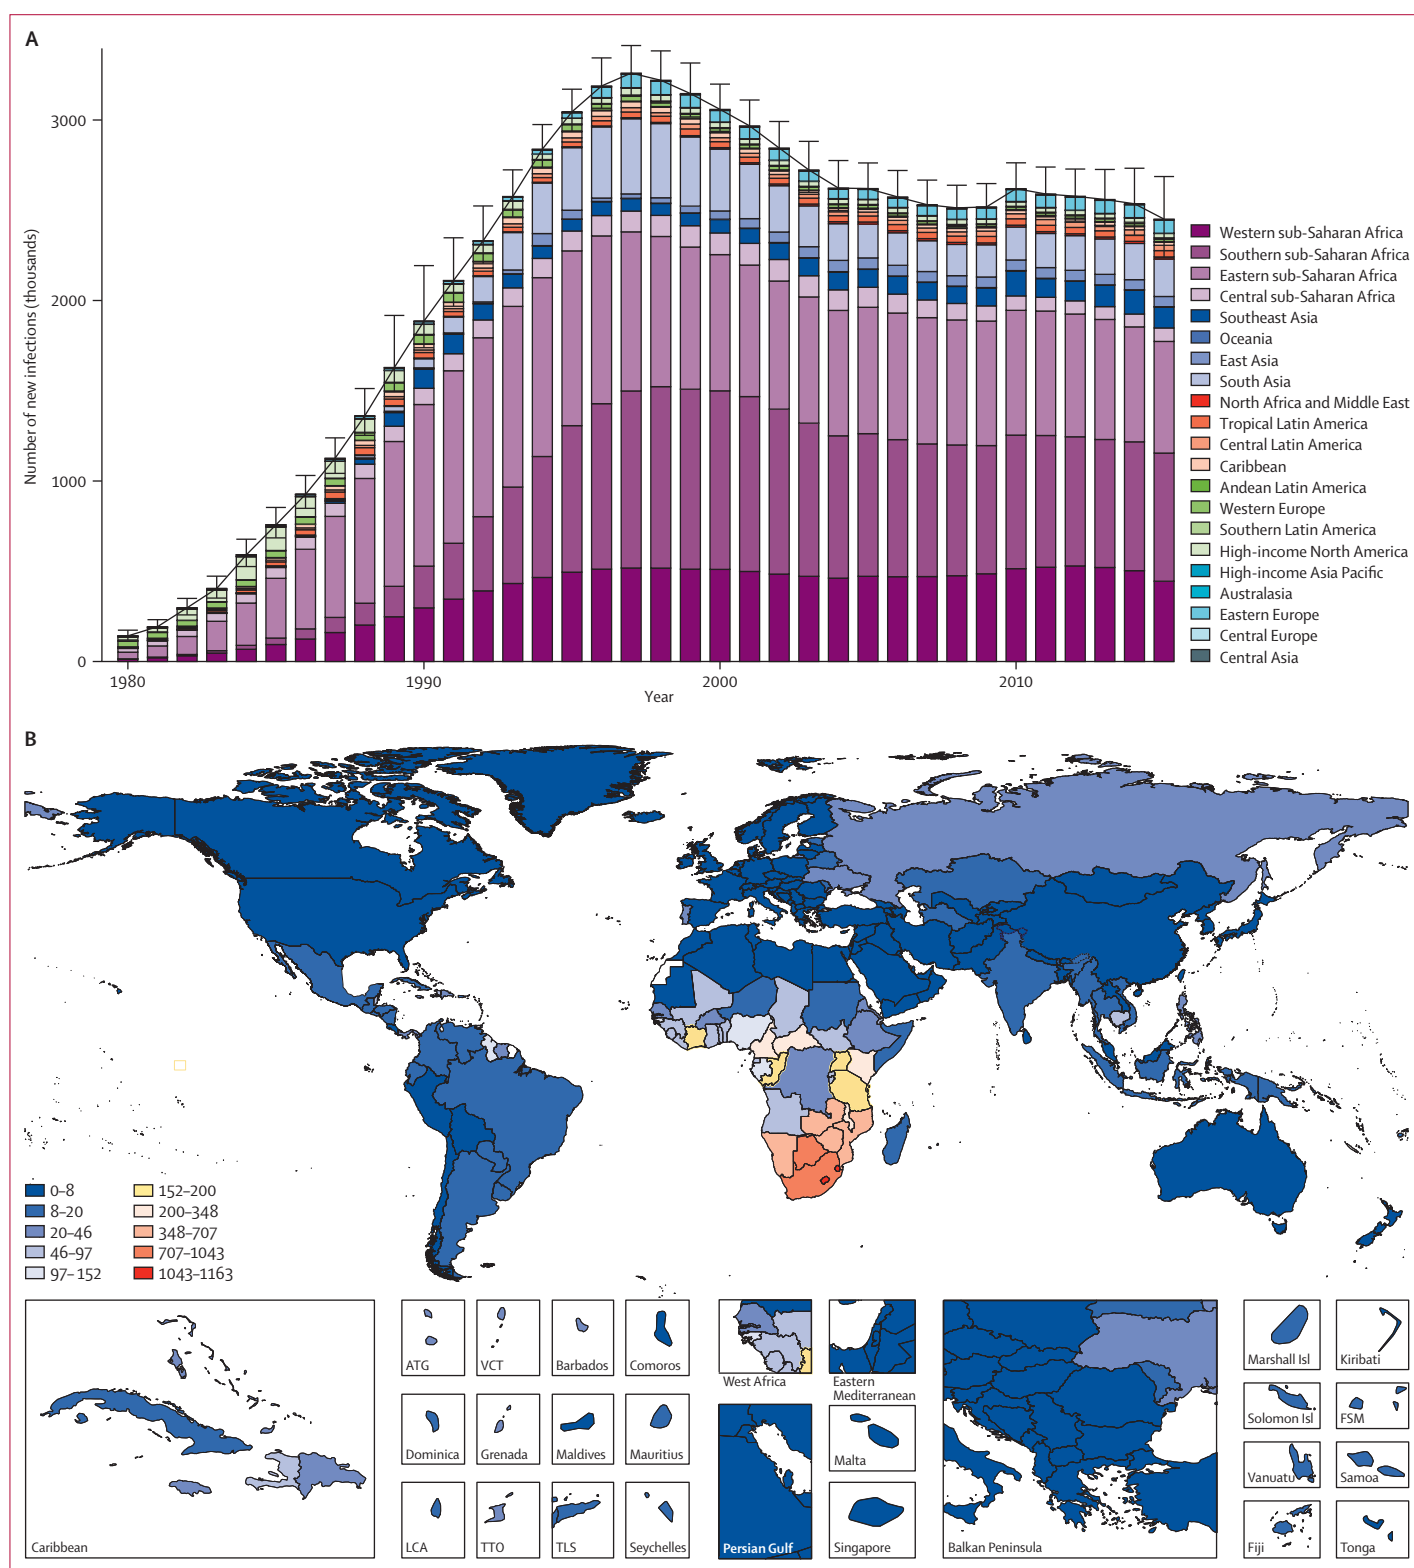 A
Number of new infections (thousands)
3000
2000
1000
0
1980
1990
2000
2010
Year
Western sub-Saharan Africa
Southern sub-Saharan Africa
Eastern sub-Saharan Africa
Central sub-Saharan Africa
Southeast Asia
Oceania
East Asia
South Asia
North Africa and Middle East
Tropical Latin America
Central Latin America
Caribbean
Andean Latin America
Western Europe
Southern Latin America
High-income North America
High-income Asia Pacific
Australasia
Eastern Europe
Central Europe
Central Asia
B
0–8
8–20
20–46
46–97
97–152
152–200
200–348
348–707
707–1043
1043–1163
Caribbean
ATG
VCT
Barbados
Comoros
Dominica
Grenada
Maldives
Mauritius
LCA
TTO
TLS
Seychelles
West Africa
Eastern
Mediterranean
Persian Gulf
Malta
Singapore
Balkan Peninsula
Marshall Isl
Kiribati
Solomon Isl
FSM
Vanuatu
Samoa
Fiji
Tonga